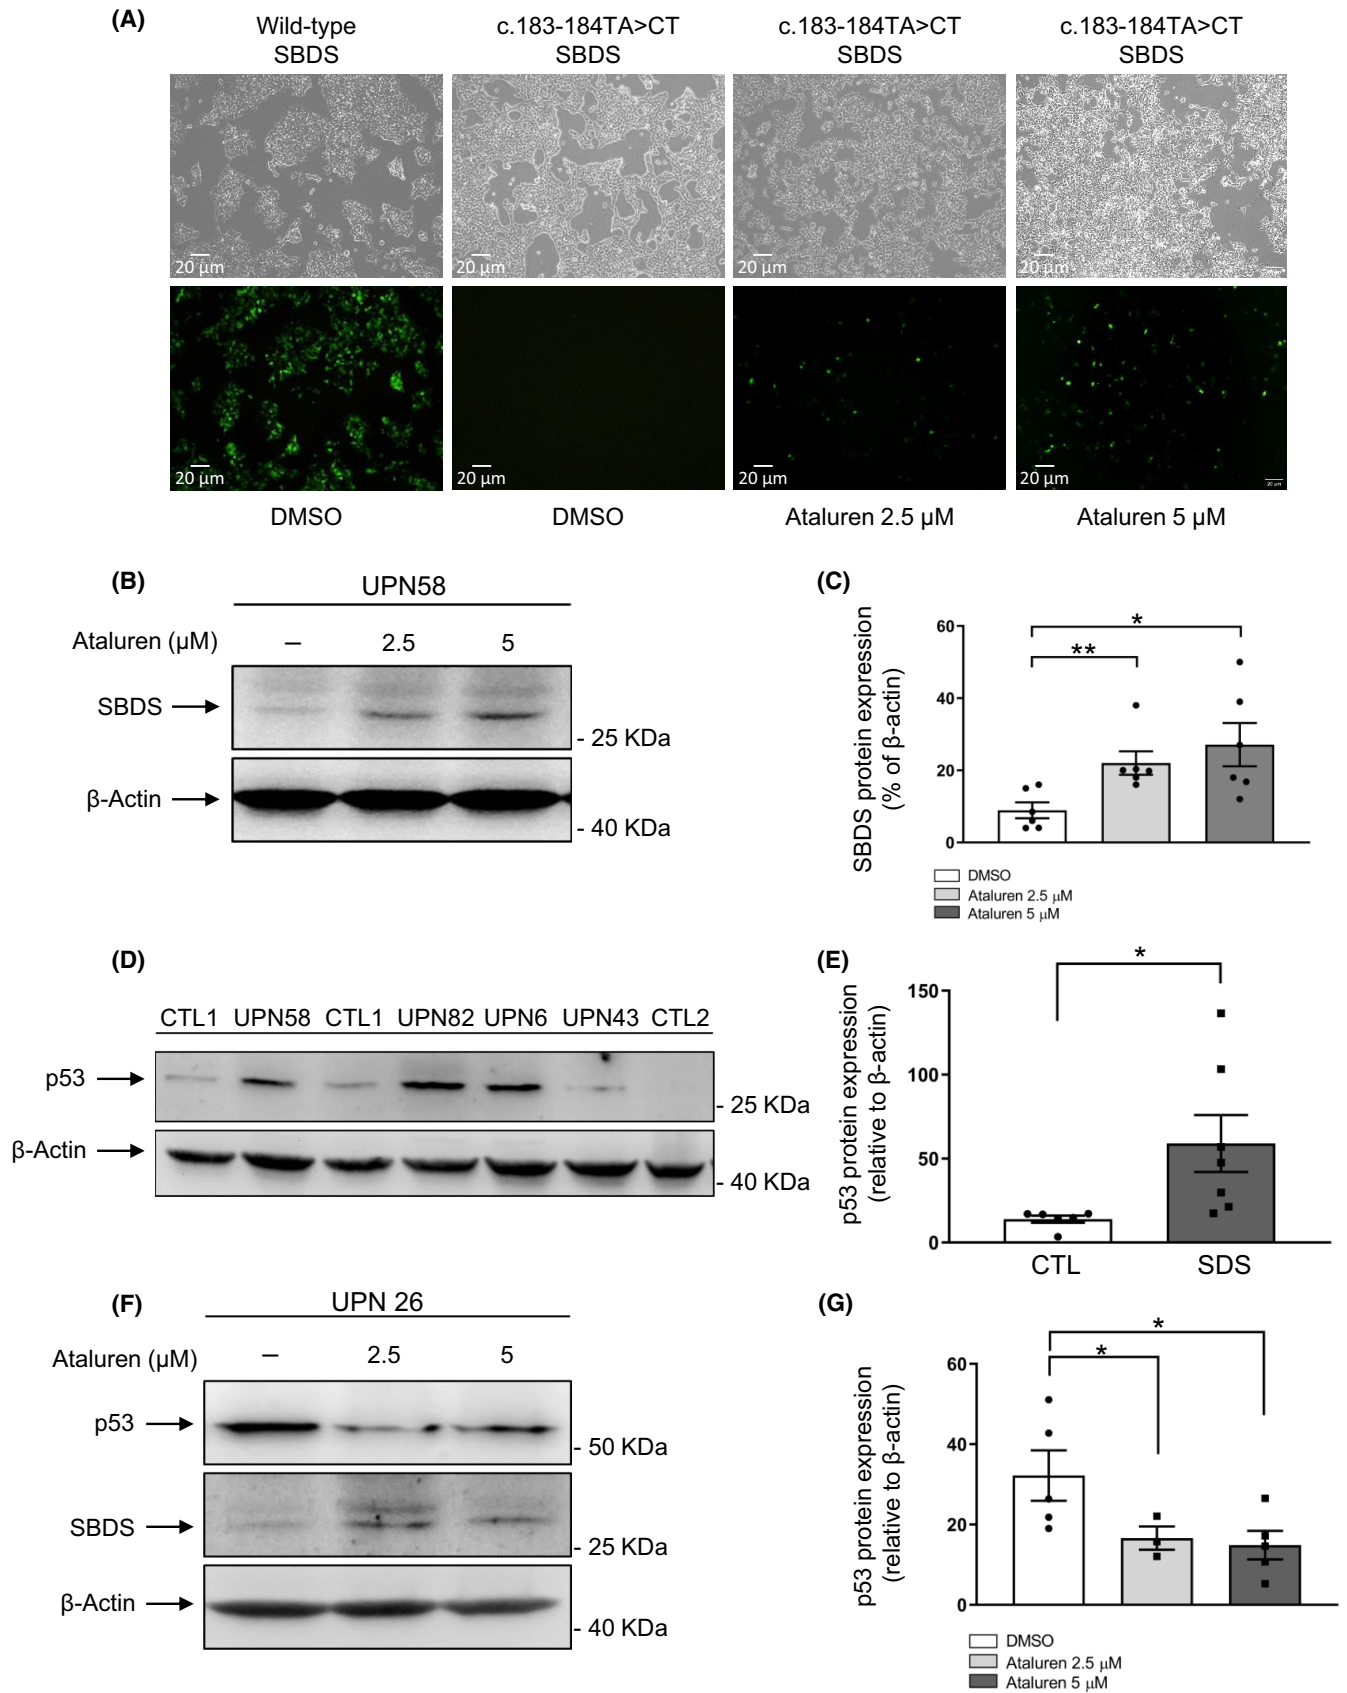 (A)
Wild-type SBDS
c.183-184TA>CT SBDS
c.183-184TA>CT SBDS
c.183-184TA>CT SBDS
20 µm
20 µm
20 µm
20 µm
20 µm
20 µm
20 µm
20 µm
20 µm
DMSO
DMSO
Ataluren 2.5 µM
Ataluren 5 µM
(B)
UPN58
Ataluren (µM)
– 2.5 5
SBDS
- 25 KDa
β-Actin
- 40 KDa
(C)
SBDS protein expression
(% of β-actin)
60
40
20
0
*
**
DMSO
Ataluren 2.5 µM
Ataluren 5 µM
(D)
CTL1 UPN58 CTL1 UPN82 UPN6 UPN43 CTL2
p53
- 25 KDa
β-Actin
- 40 KDa
(E)
p53 protein expression
(relative to β-actin)
150
100
50
0
*
CTL SDS
(F)
UPN 26
Ataluren (µM)
– 2.5 5
p53
- 50 KDa
SBDS
- 25 KDa
β-Actin
- 40 KDa
(G)
p53 protein expression
(relative to β-actin)
60
40
20
0
*
*
DMSO
Ataluren 2.5 µM
Ataluren 5 µM